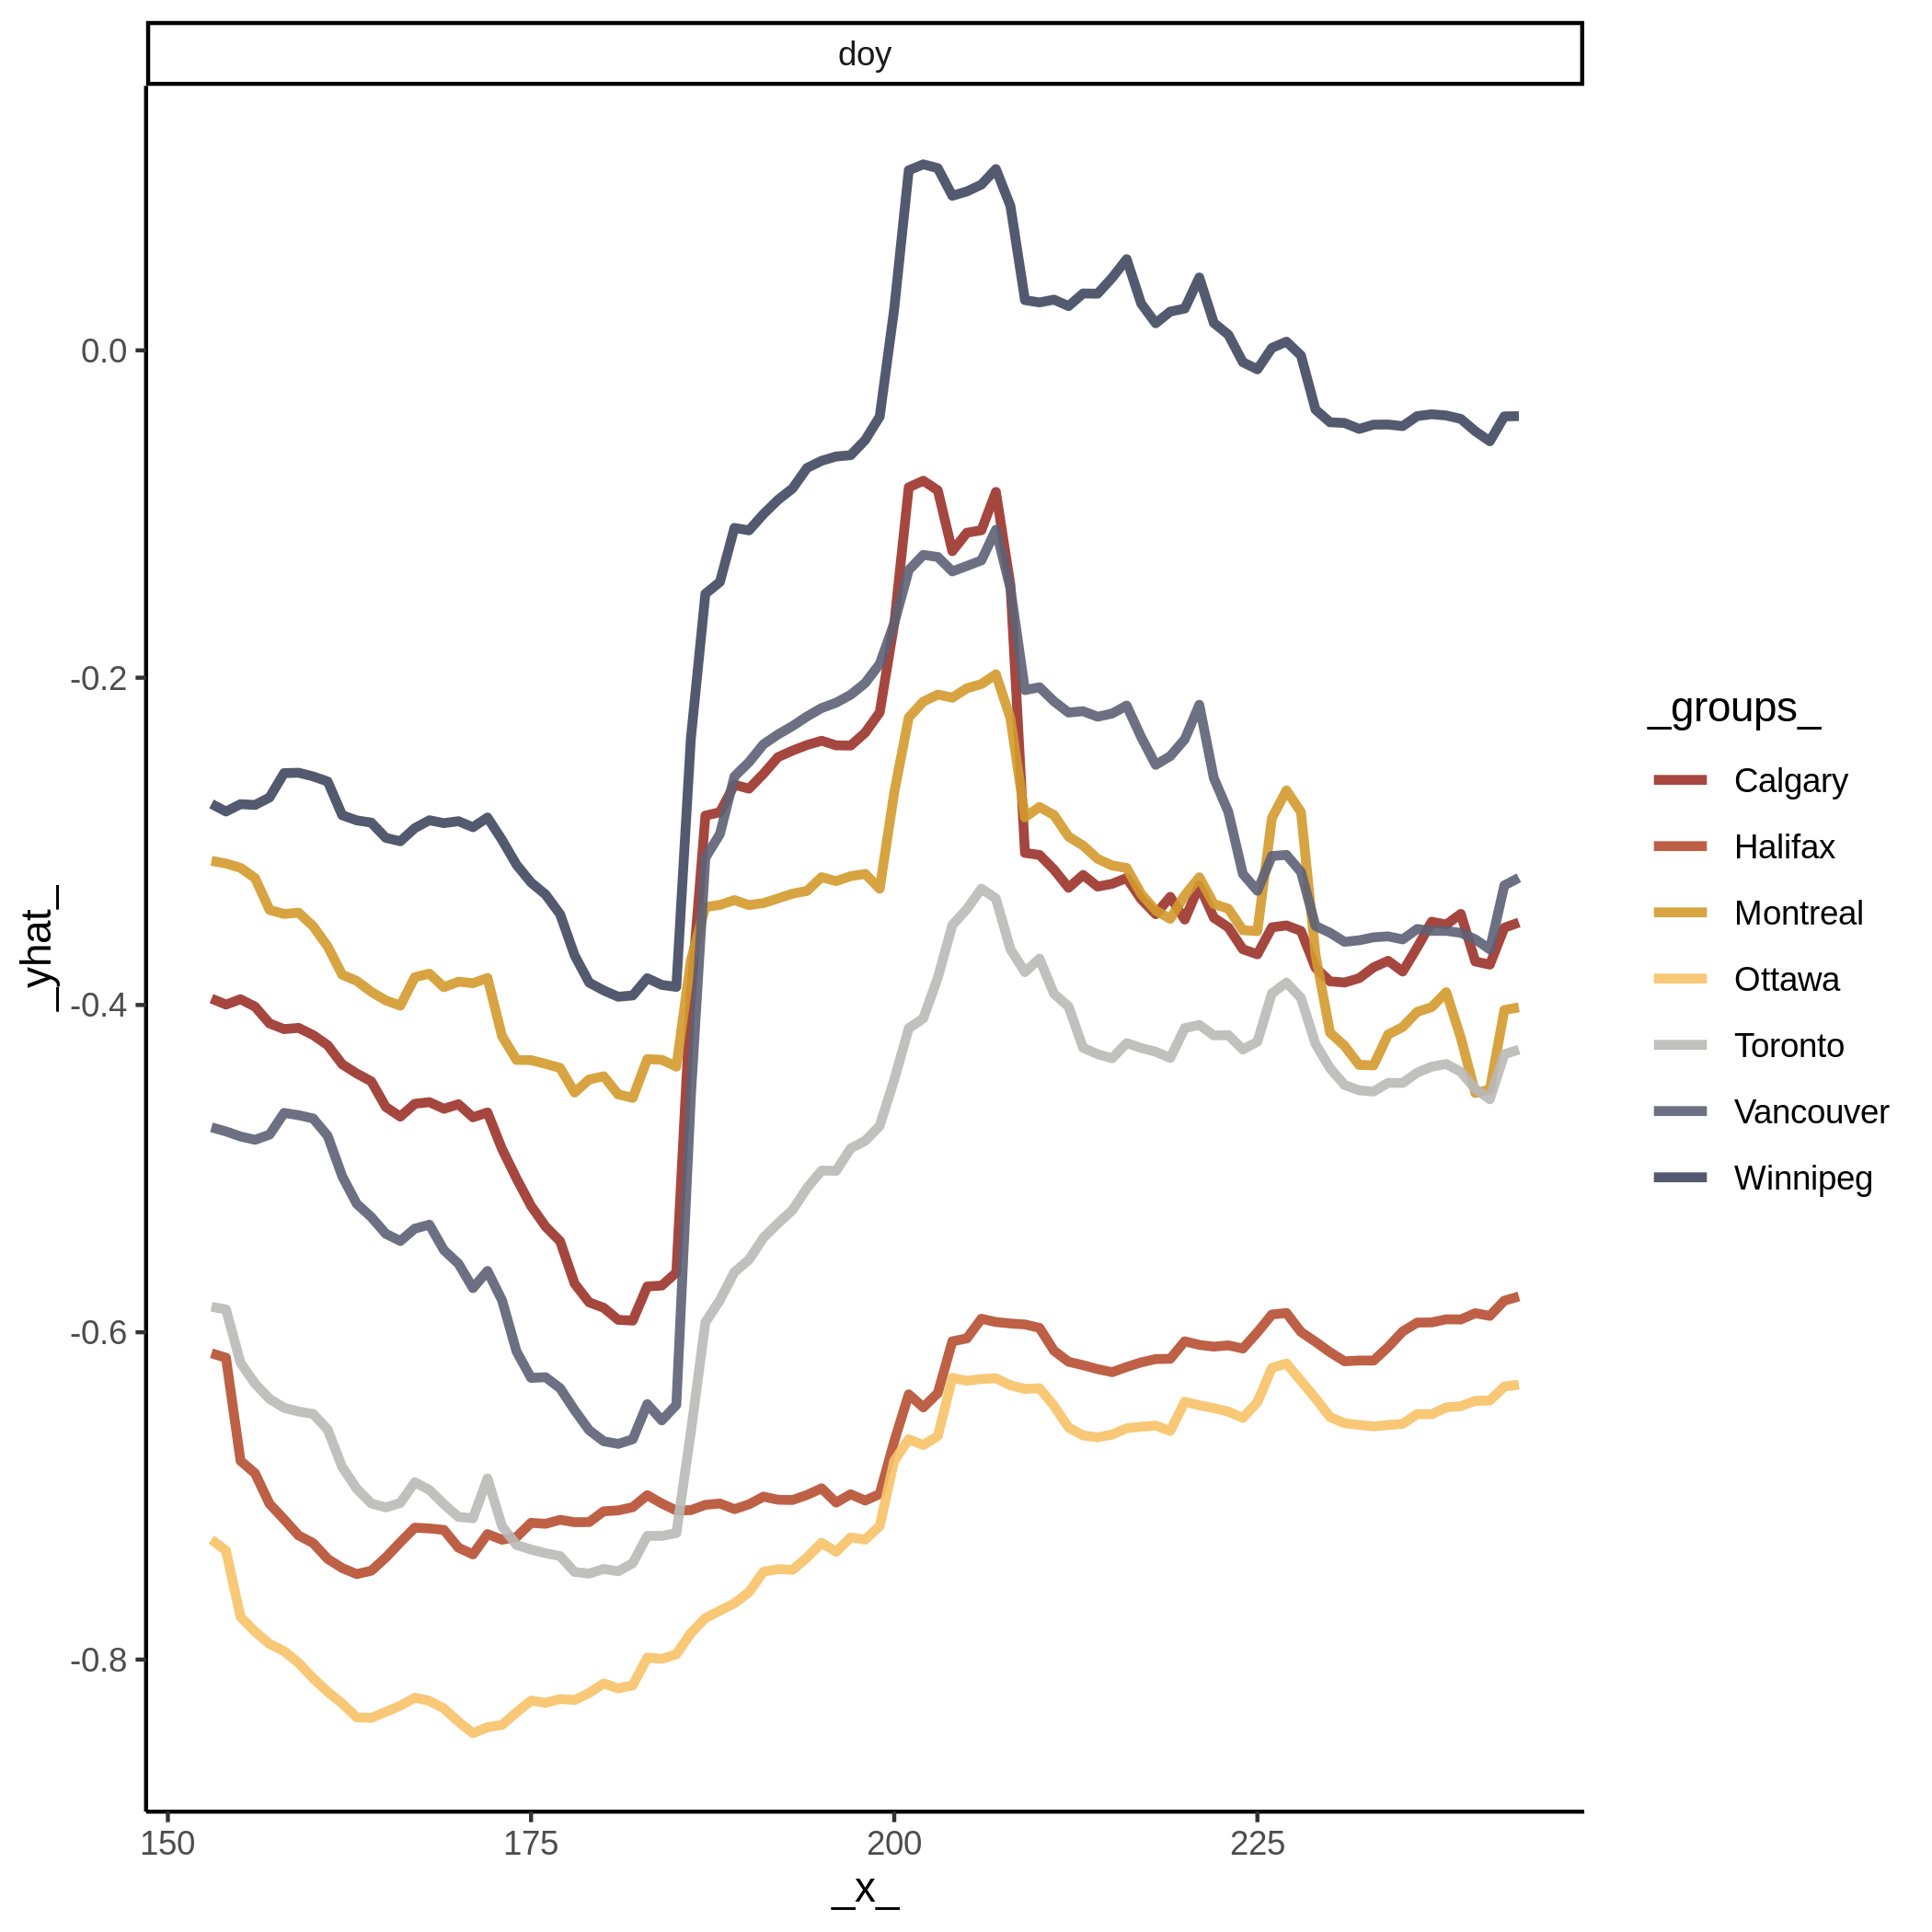 doy
0.0
-0.2
-0.4
-0.6
-0.8
_yhat_
150 175 200 225
_x_
_groups_
Calgary
Halifax
Montreal
Ottawa
Toronto
Vancouver
Winnipeg